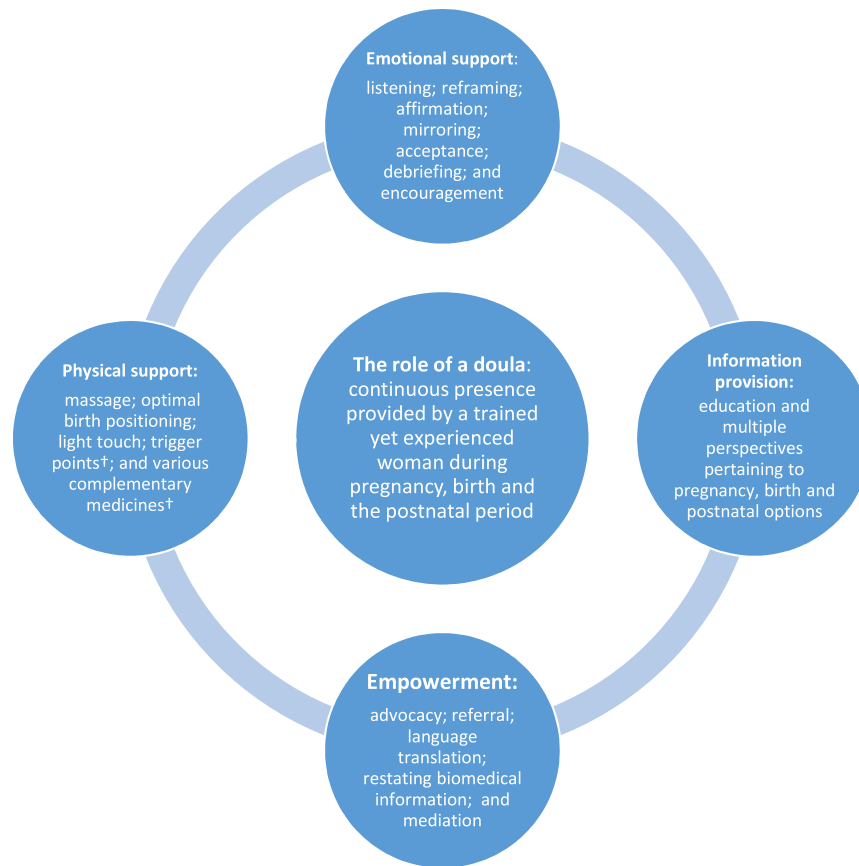 Emotional support:
listening; reframing;
affirmation;
mirroring;
acceptance;
debriefing; and
encouragement
Physical support:
massage; optimal
birth positioning;
light touch; trigger
points†; and various
complementary
medicines†
The role of a doula:
continuous presence
provided by a trained
yet experienced
woman during
pregnancy, birth and
the postnatal period
Information
provision:
education and
multiple
perspectives
pertaining to
pregnancy, birth and
postnatal options
Empowerment:
advocacy; referral;
language
translation;
restating biomedical
information; and
mediation